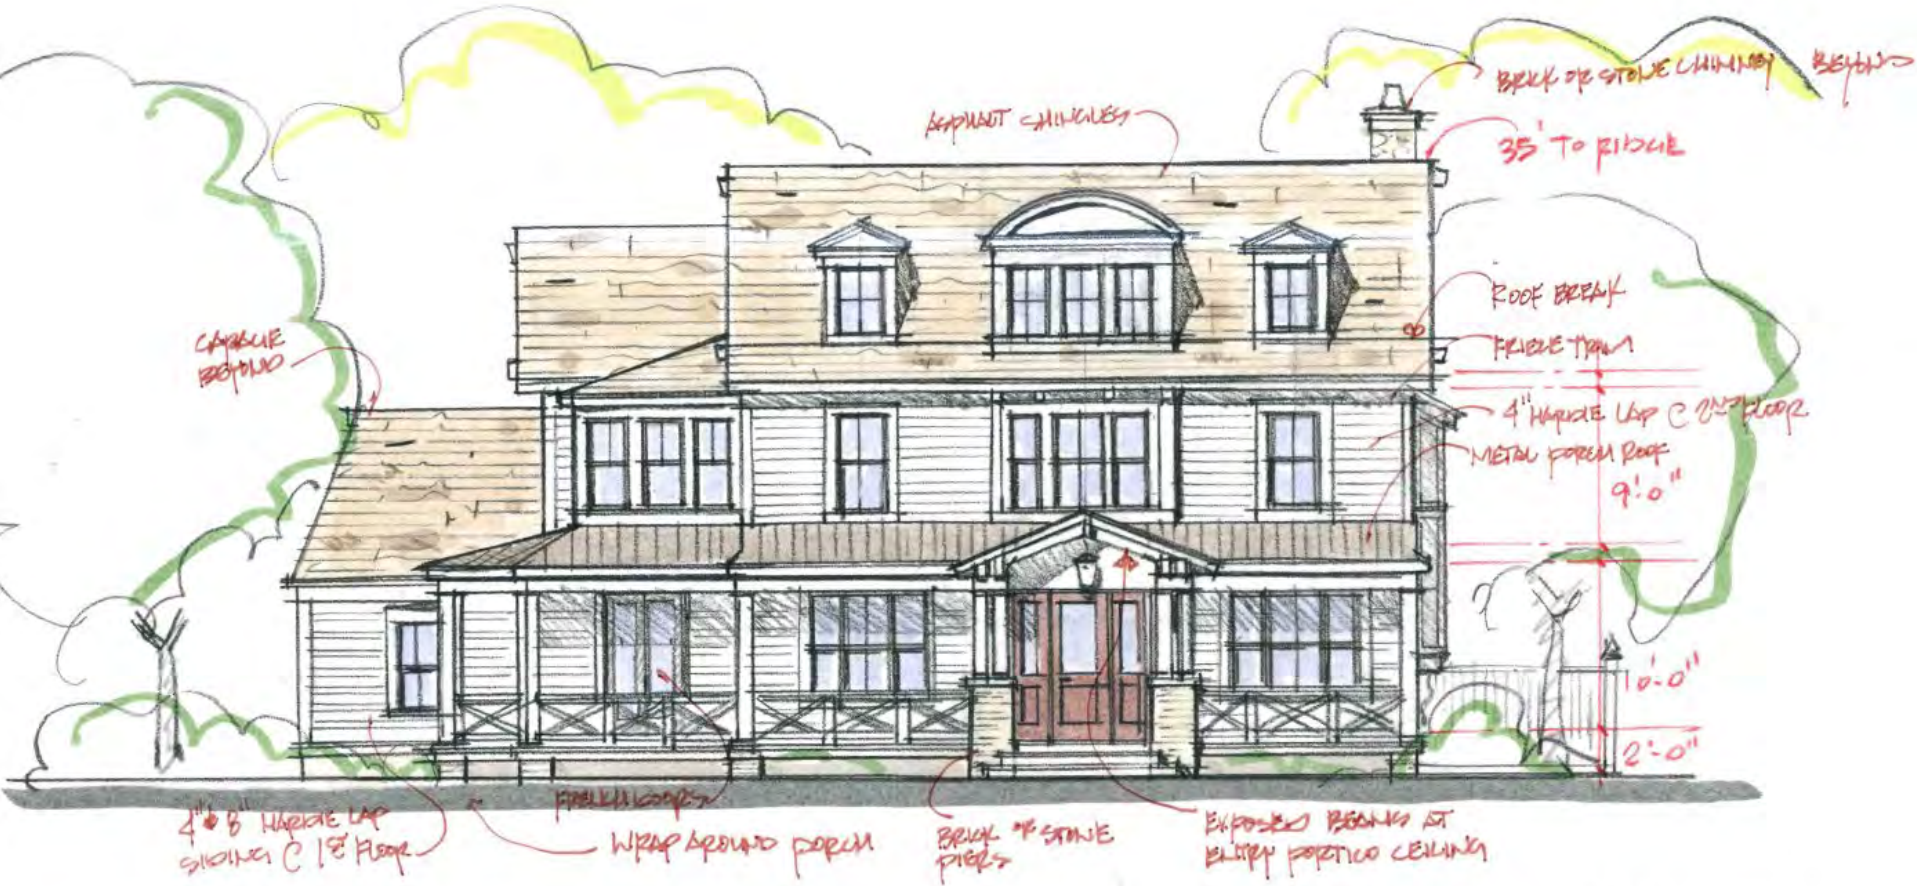 BRICK OR STONE CHIMNEY BEYOND
ASPHALT SHINGLES
35' TO RIDGE
ROOF BREAK
GARAGE
BEYOND
FRIEZE TRIM
4" HARDIE LAP @ 2ND FLOOR
METAL PORCH ROOF
9'-0"
10'-0"
2'-0"
4" & 8" HARDIE LAP
SIDING @ 1ST FLOOR
FRENCH DOORS
WRAP AROUND PORCH
BRICK OR STONE
PIERS
EXPOSED BEAMS AT
ENTRY PORTICO CEILING